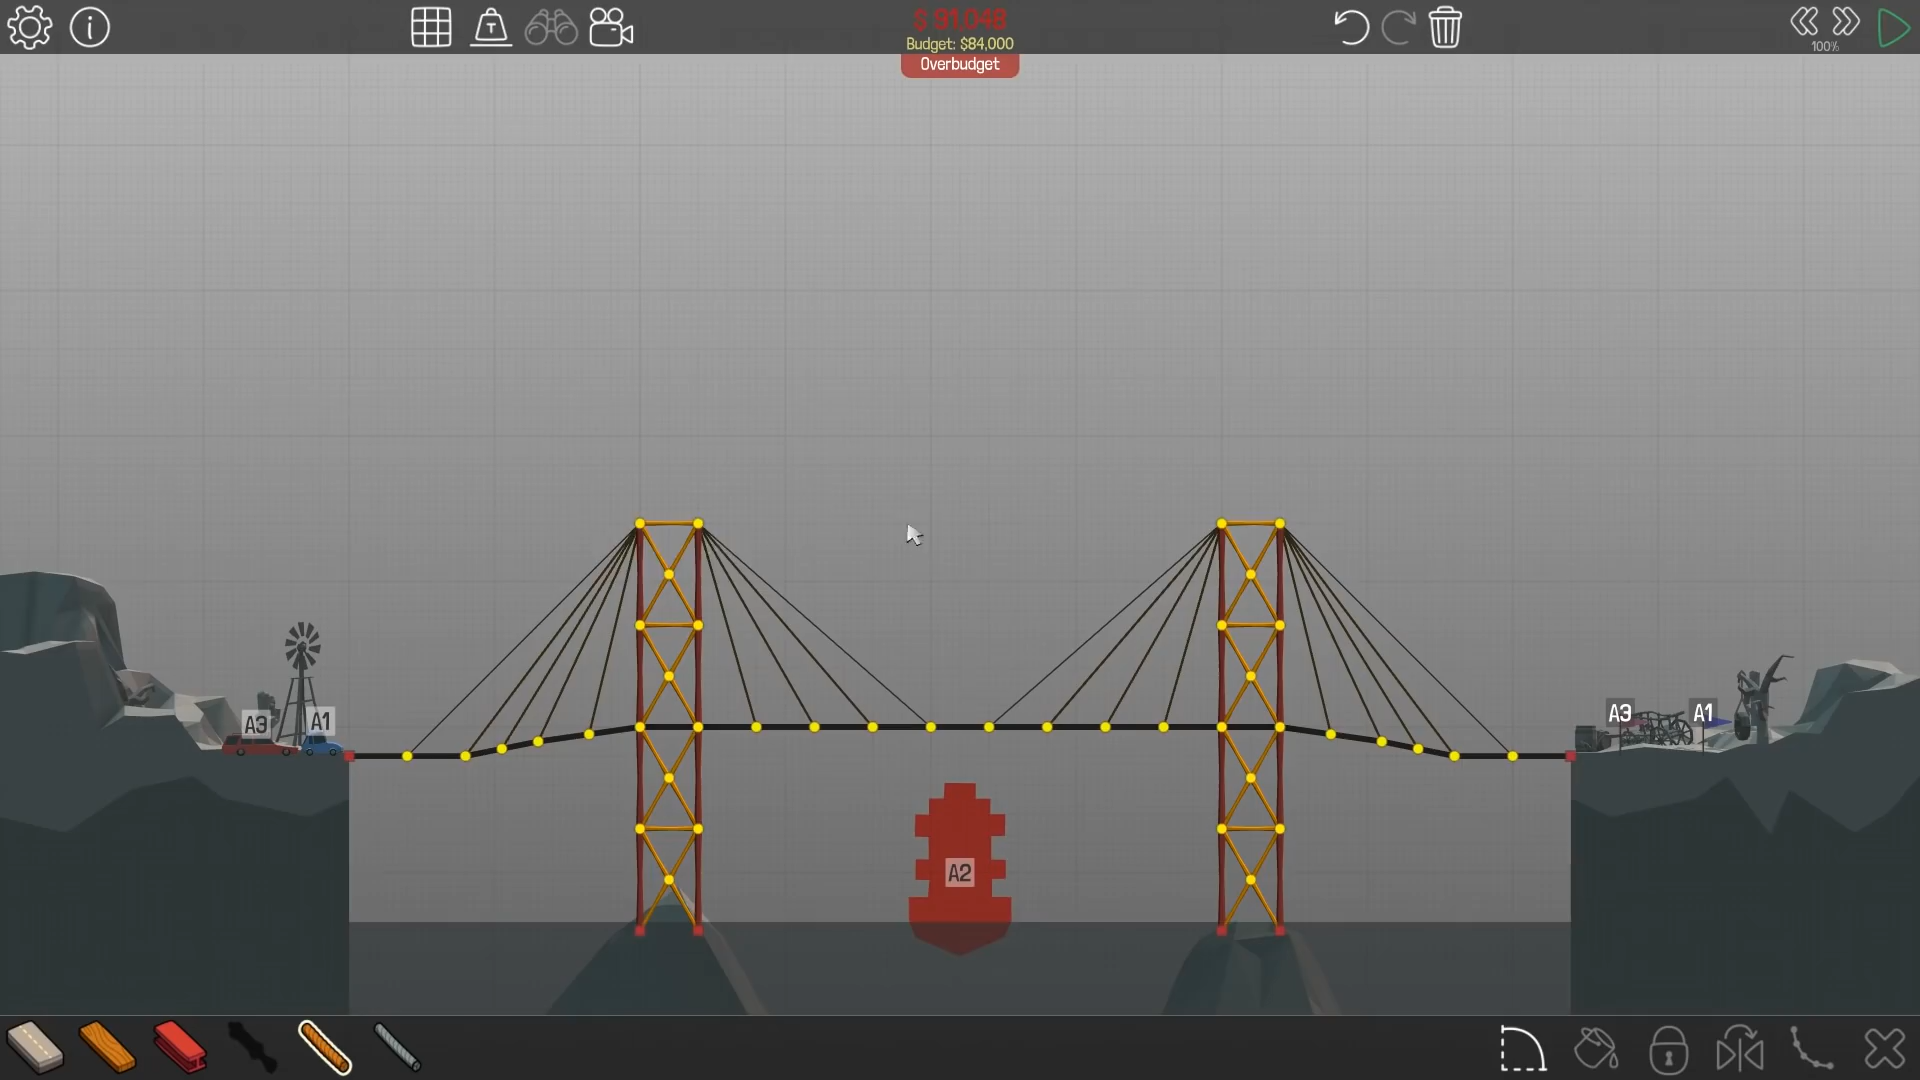 $ 91,048
Budget: $84,000
Overbudget
100%
A3
A1
A3
A1
A2